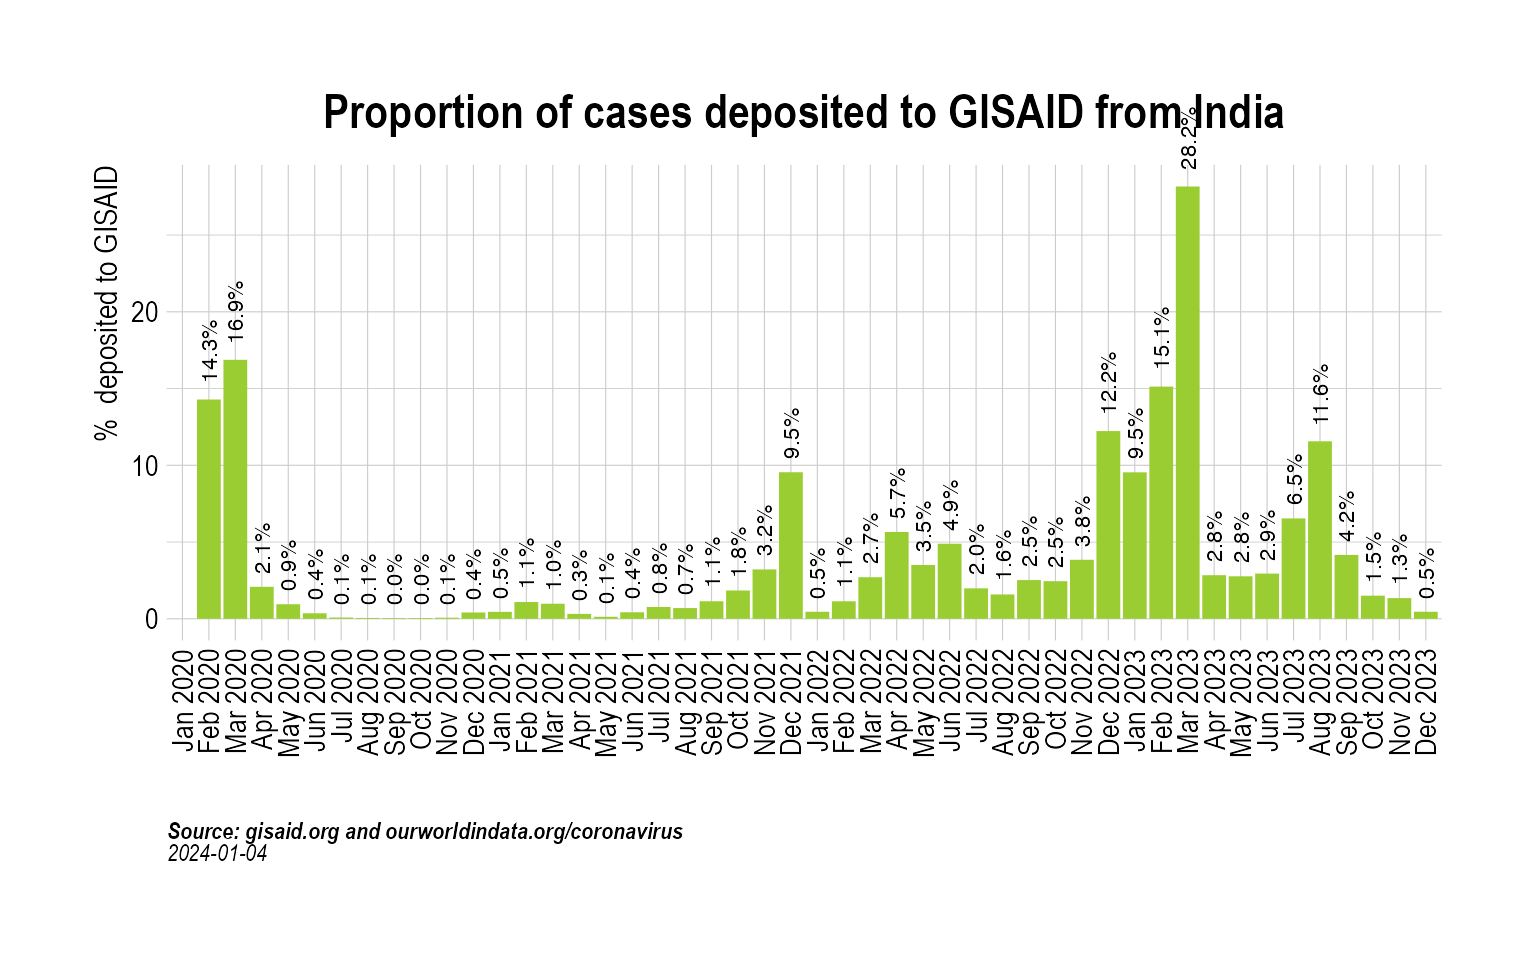 Proportion of cases deposited to GISAID from India
% deposited to GISAID
20
10
0
14.3%
16.9%
2.1%
0.9%
0.4%
0.1%
0.1%
0.0%
0.0%
0.1%
0.4%
0.5%
1.1%
1.0%
0.3%
0.1%
0.4%
0.8%
0.7%
1.1%
1.8%
3.2%
9.5%
0.5%
1.1%
2.7%
5.7%
3.5%
4.9%
2.0%
1.6%
2.5%
2.5%
3.8%
12.2%
9.5%
15.1%
28.2%
2.8%
2.8%
2.9%
6.5%
11.6%
4.2%
1.5%
1.3%
0.5%
Jan 2020
Feb 2020
Mar 2020
Apr 2020
May 2020
Jun 2020
Jul 2020
Aug 2020
Sep 2020
Oct 2020
Nov 2020
Dec 2020
Jan 2021
Feb 2021
Mar 2021
Apr 2021
May 2021
Jun 2021
Jul 2021
Aug 2021
Sep 2021
Oct 2021
Nov 2021
Dec 2021
Jan 2022
Feb 2022
Mar 2022
Apr 2022
May 2022
Jun 2022
Jul 2022
Aug 2022
Sep 2022
Oct 2022
Nov 2022
Dec 2022
Jan 2023
Feb 2023
Mar 2023
Apr 2023
May 2023
Jun 2023
Jul 2023
Aug 2023
Sep 2023
Oct 2023
Nov 2023
Dec 2023
Source: gisaid.org and ourworldindata.org/coronavirus
2024-01-04